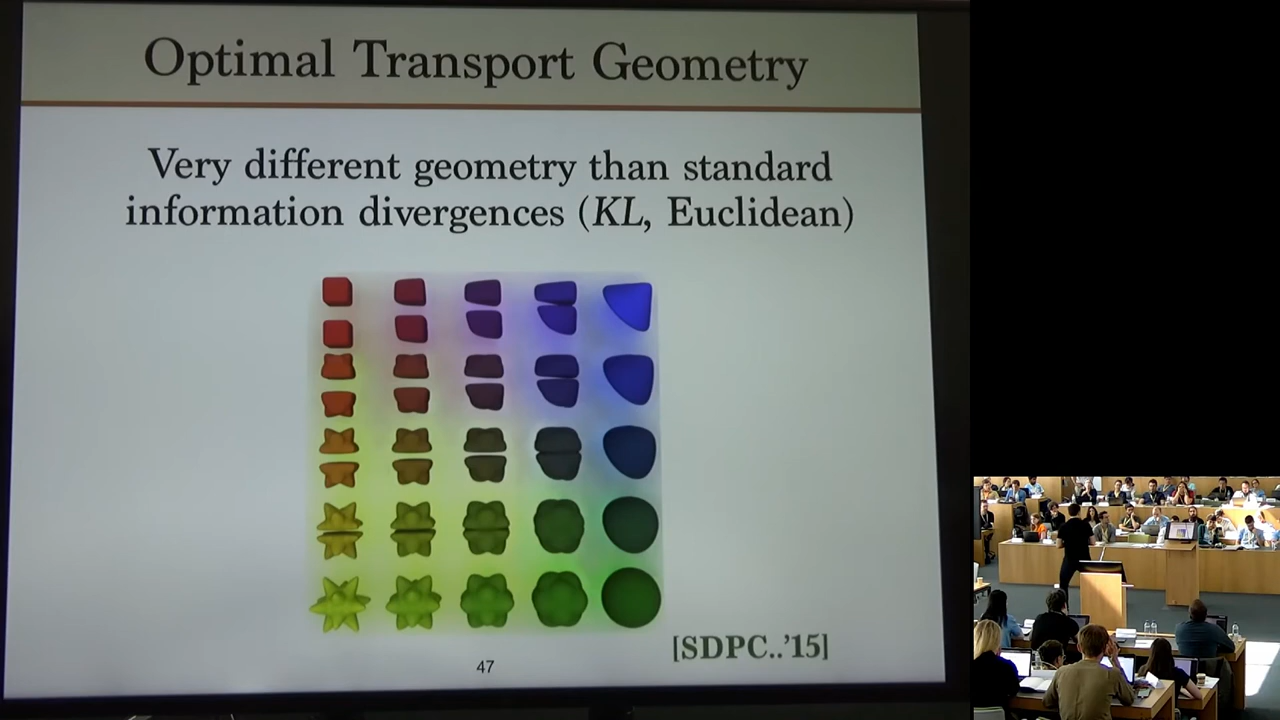 Optimal Transport Geometry
Very different geometry than standard
information divergences (KL, Euclidean)
[SDPC..'15]
47